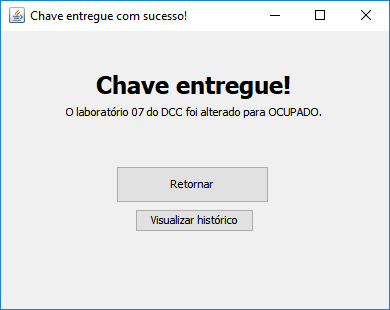 Chave entregue com sucesso!
Chave entregue!
O laboratório 07 do DCC foi alterado para OCUPADO.
Retornar
Visualizar histórico